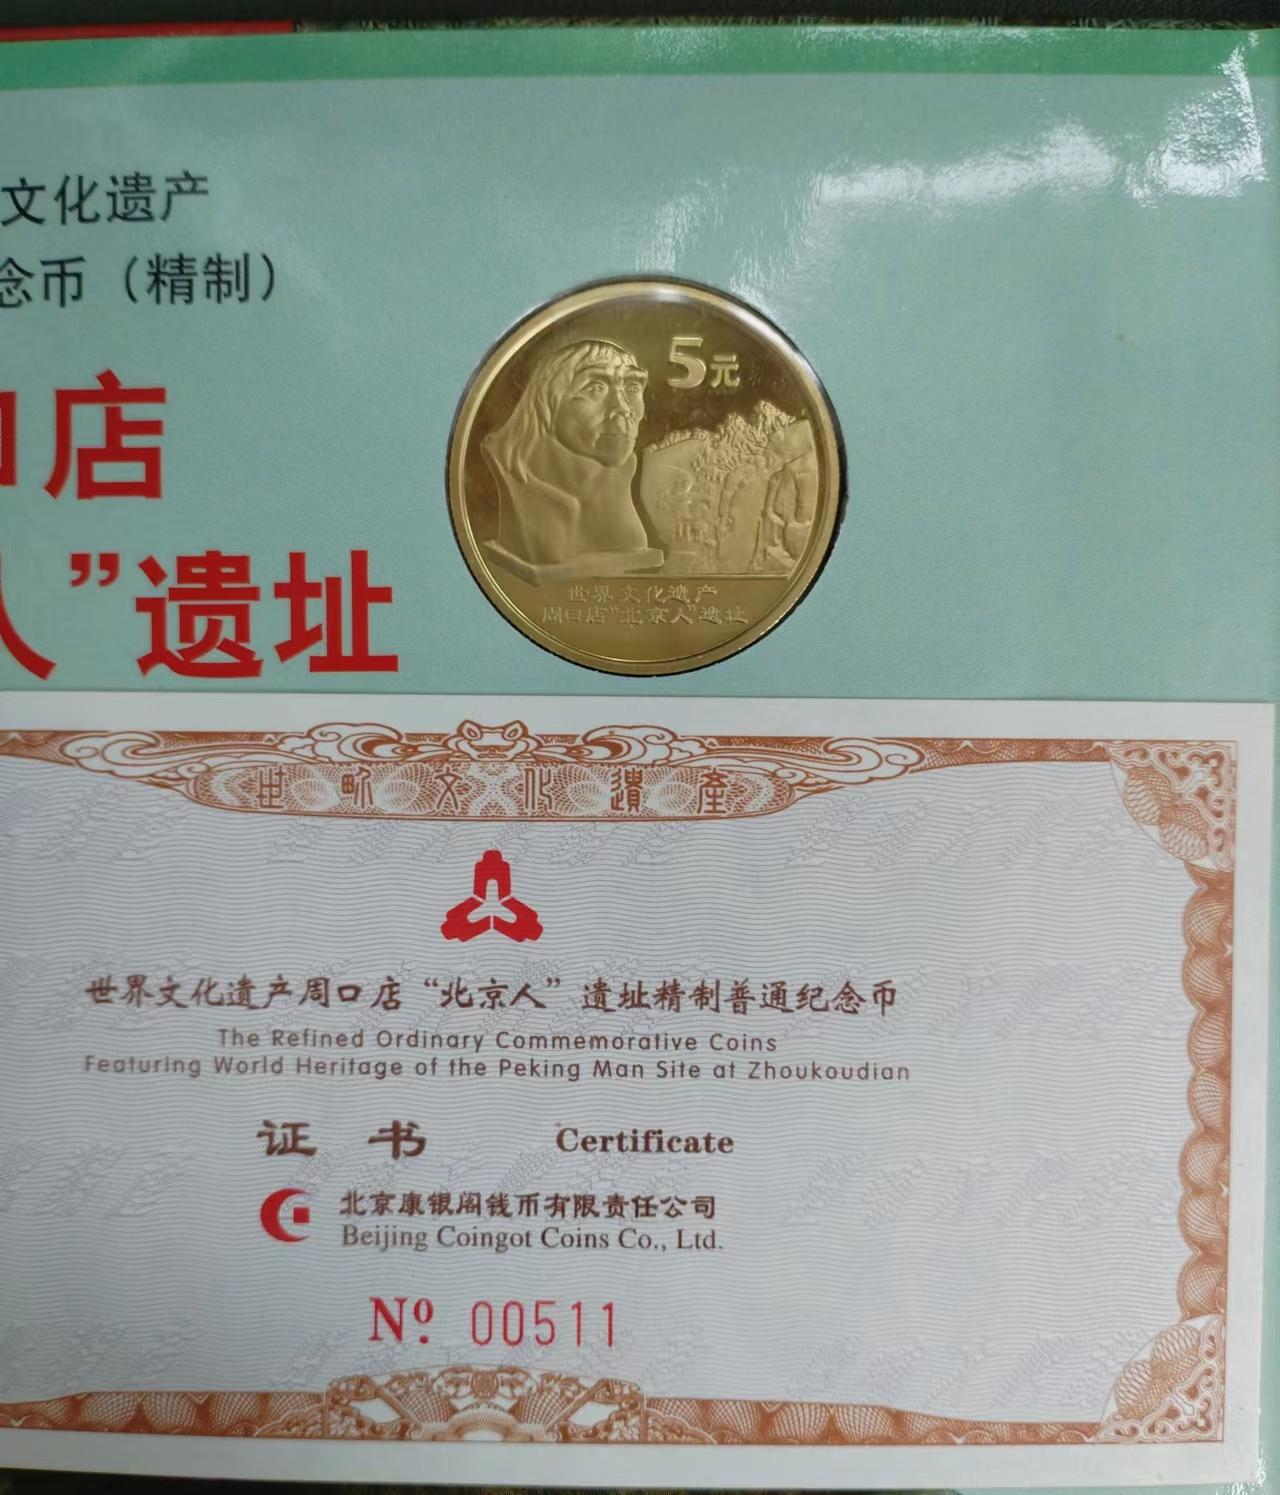 文化遗产
念币（精制）
店
人”遗址
5元
世界文化遗产
周口店“北京人”遗址
世界文化遺產
世界文化遗产周口店“北京人”遗址精制普通纪念币
The Refined Ordinary Commemorative Coins
Featuring World Heritage of the Peking Man Site at Zhoukoudian
证书 Certificate
北京康银阁钱币有限责任公司
Beijing Coingot Coins Co., Ltd.
Nº 00511